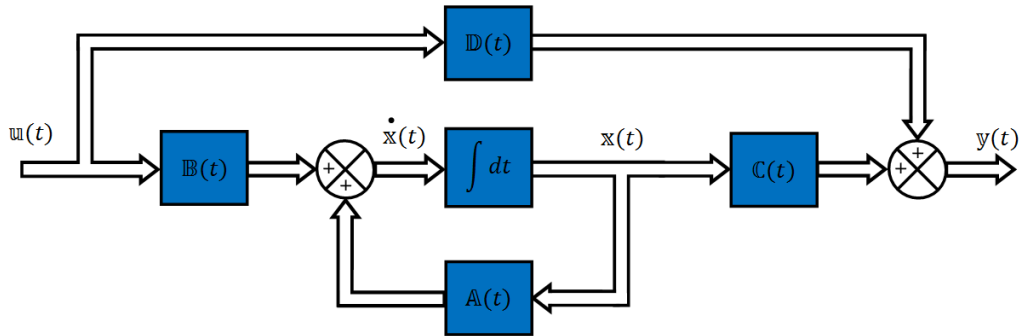 𝔻(t)
𝕦(t)
ẋ(t)
𝕩(t)
𝕪(t)
𝔹(t)
+
+
∫ dt
ℂ(t)
+
+
𝔸(t)